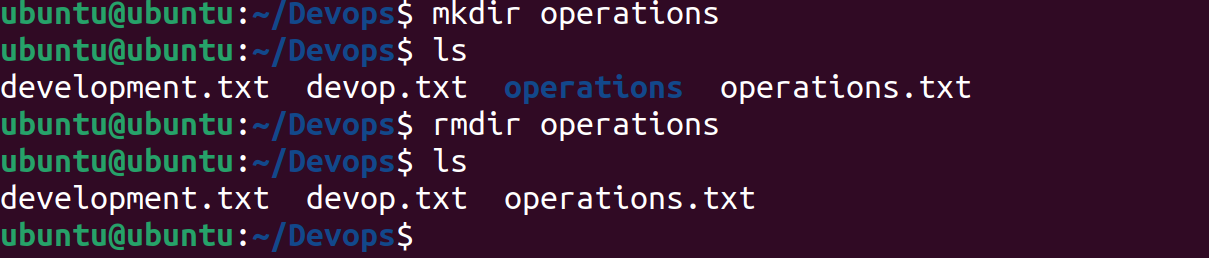 ubuntu@ubuntu:~/Devops$ mkdir operations
ubuntu@ubuntu:~/Devops$ ls
development.txt  devop.txt  operations  operations.txt
ubuntu@ubuntu:~/Devops$ rmdir operations
ubuntu@ubuntu:~/Devops$ ls
development.txt  devop.txt  operations.txt
ubuntu@ubuntu:~/Devops$